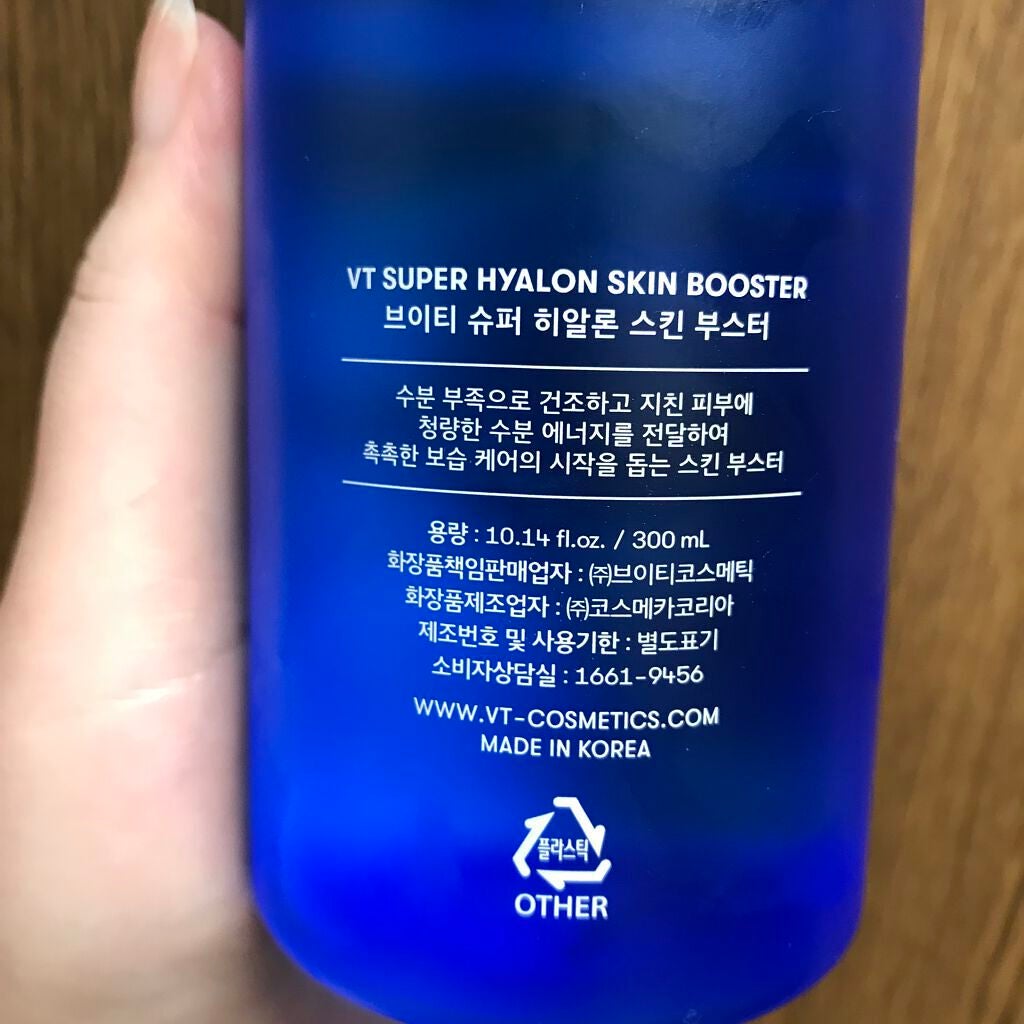 VT SUPER HYALON SKIN BOOSTER
브이티 슈퍼 히알론 스킨 부스터
수분 부족으로 건조하고 지친 피부에
청량한 수분 에너지를 전달하여
촉촉한 보습 케어의 시작을 돕는 스킨 부스터
용량 : 10.14 fl.oz. / 300 mL
화장품책임판매업자 : ㈜브이티코스메틱
화장품제조업자 : ㈜코스메카코리아
제조번호 및 사용기한 : 별도표기
소비자상담실 : 1661-9456
WWW.VT-COSMETICS.COM
MADE IN KOREA
플라스틱
OTHER